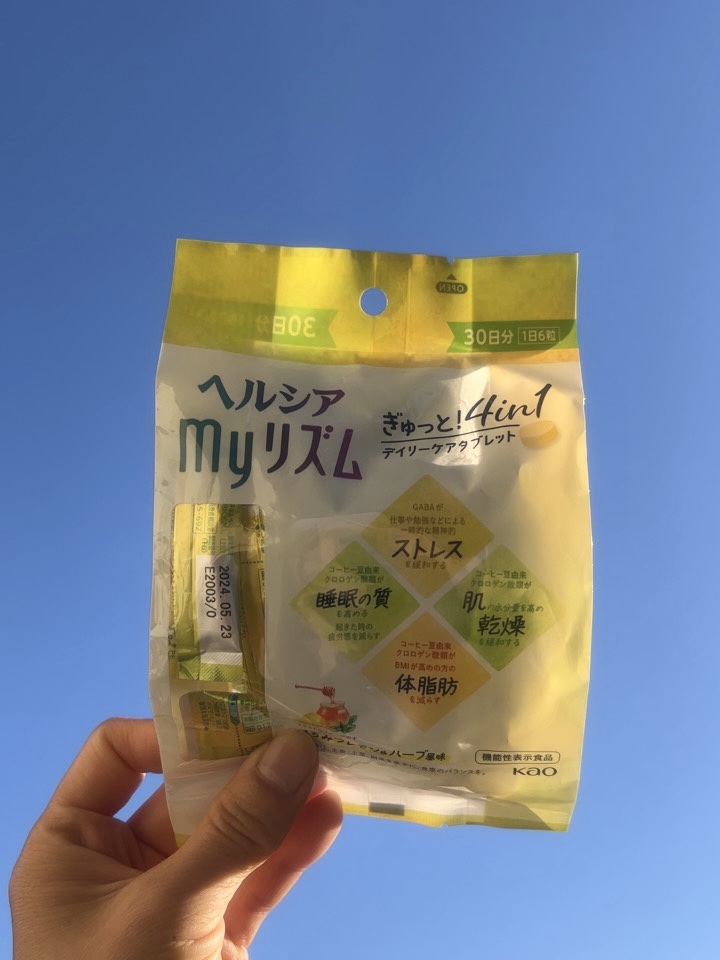 OPEN
30日分
30日分 1日6粒
ヘルシア
myリズム
ぎゅっと!4in1
デイリーケアタブレット
GABAが
仕事や勉強などによる
一時的な精神的
ストレス
を緩和する
コーヒー豆由来
クロロゲン酸類が
睡眠の質
を高める
起きた時の
疲労感を減らす
コーヒー豆由来
クロロゲン酸類が
肌の水分量を高め
乾燥
を緩和する
コーヒー豆由来
クロロゲン酸類が
BMIが高めの方の
体脂肪
を減らす
2024.05.23
E2003/0
ハーブ風味
機能性表示食品
のバランスを。
Kao